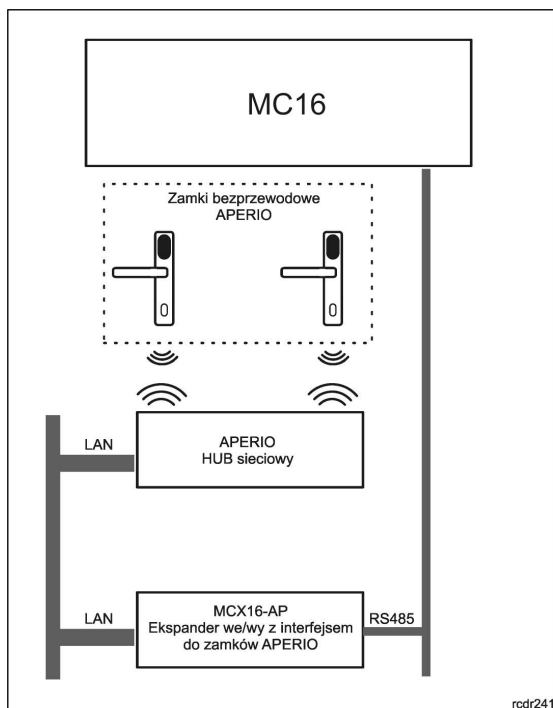 MC16
Zamki bezprzewodowe
APERIO
LAN
APERIO
HUB sieciowy
LAN
MCX16-AP
Ekspander we/wy z interfejsem
do zamków APERIO
RS485
rcdr241